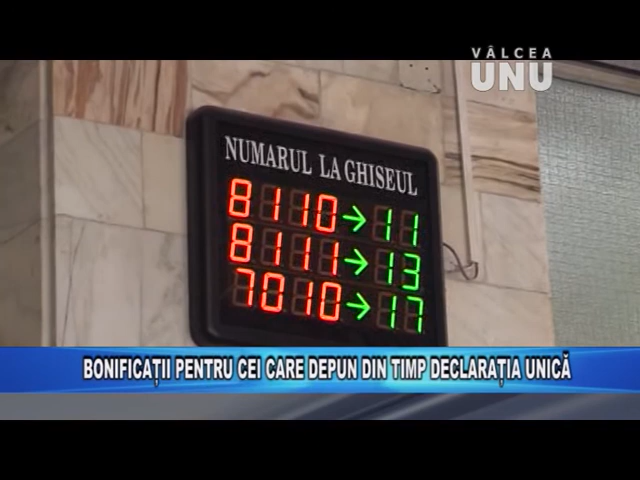 VÂLCEA
UNU
NUMARUL LA GHISEUL
8110→11
8111→13
7010→17
BONIFICAȚII PENTRU CEI CARE DEPUN DIN TIMP DECLARAȚIA UNICĂ